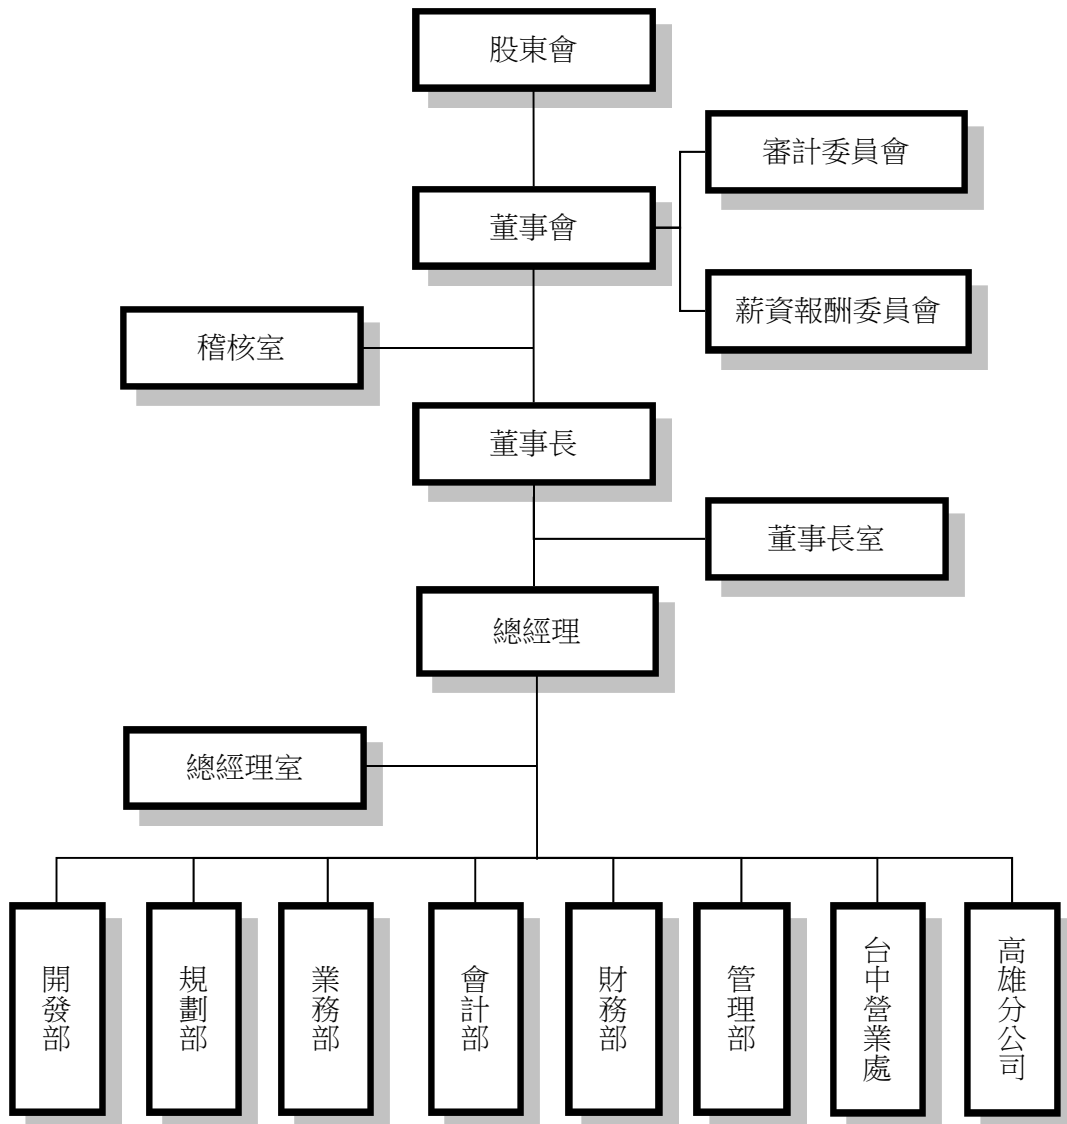 股東會
審計委員會
董事會
薪資報酬委員會
稽核室
董事長
董事長室
總經理
總經理室
開發部
規劃部
業務部
會計部
財務部
管理部
台中營業處
高雄分公司